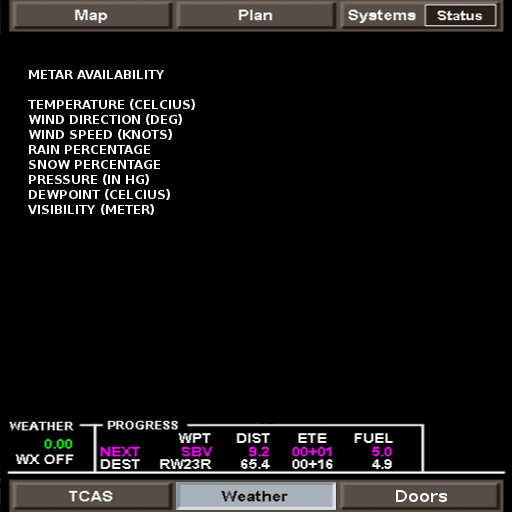 Map Plan Systems Status
METAR AVAILABILITY
TEMPERATURE (CELCIUS)
WIND DIRECTION (DEG)
WIND SPEED (KNOTS)
RAIN PERCENTAGE
SNOW PERCENTAGE
PRESSURE (IN HG)
DEWPOINT (CELCIUS)
VISIBILITY (METER)
WEATHER
0.00
WX OFF
PROGRESS
WPT DIST ETE FUEL
NEXT SBV 9.2 00+01 5.0
DEST RW23R 65.4 00+16 4.9
TCAS Weather Doors